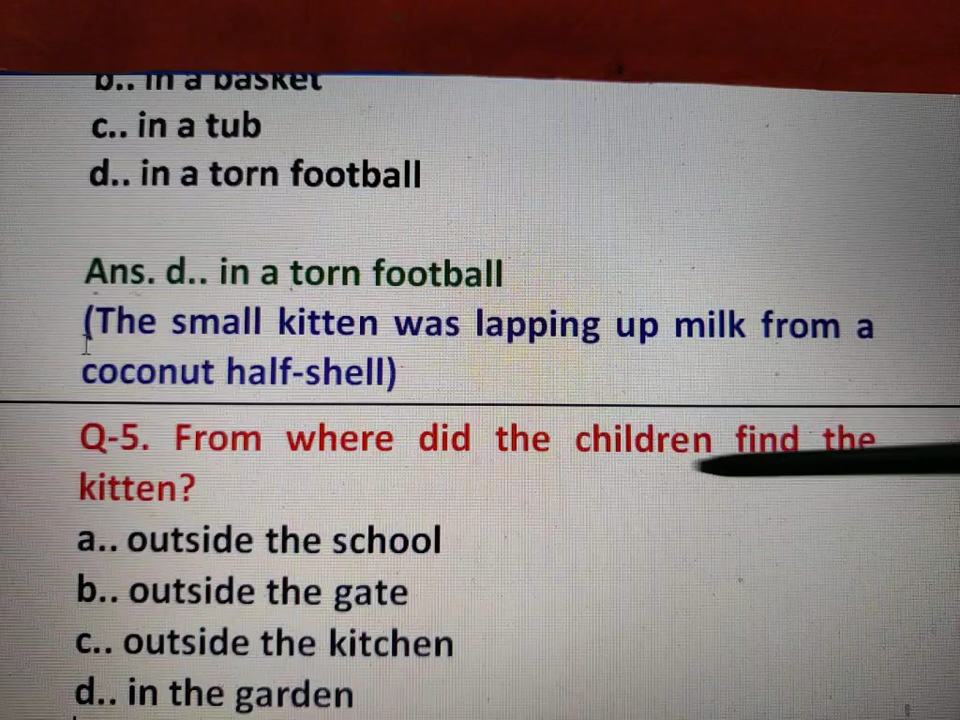 b.. in a basket
c.. in a tub
d.. in a torn football
Ans. d.. in a torn football
(The small kitten was lapping up milk from a
coconut half-shell)
Q-5. From where did the children find the
kitten?
a.. outside the school
b.. outside the gate
c.. outside the kitchen
d.. in the garden